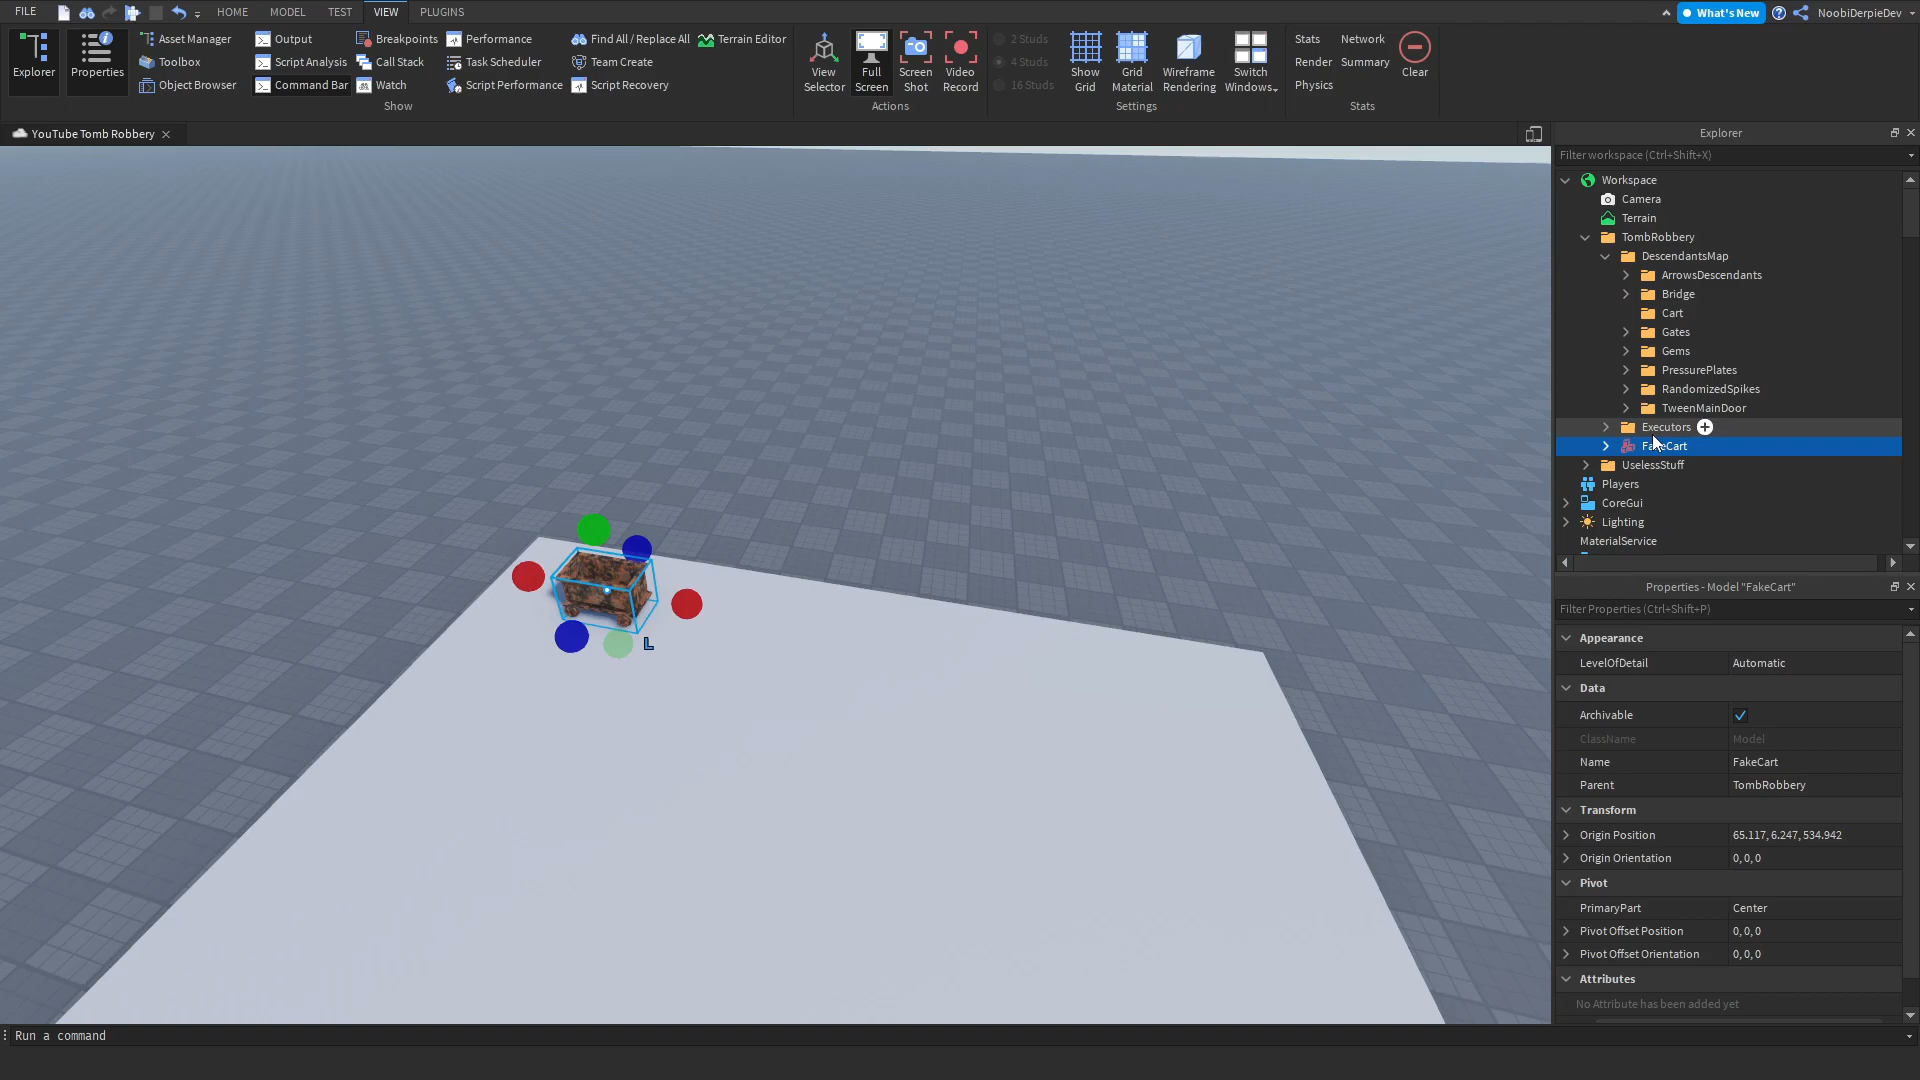 FILE
HOME
MODEL
TEST
VIEW
PLUGINS
What's New
NoobiDerpieDev
Explorer
Properties
Asset Manager
Toolbox
Object Browser
Output
Script Analysis
Command Bar
Breakpoints
Call Stack
Watch
Performance
Task Scheduler
Script Performance
Find All / Replace All
Team Create
Script Recovery
Terrain Editor
Show
View Selector
Full Screen
Screen Shot
Video Record
Actions
2 Studs
4 Studs
16 Studs
Show Grid
Grid Material
Wireframe Rendering
Switch Windows
Settings
Stats
Render
Physics
Network
Summary
Clear
Stats
YouTube Tomb Robbery
Explorer
Filter workspace (Ctrl+Shift+X)
Workspace
Camera
Terrain
TombRobbery
DescendantsMap
ArrowsDescendants
Bridge
Cart
Gates
Gems
PressurePlates
RandomizedSpikes
TweenMainDoor
Executors
FakeCart
UselessStuff
Players
CoreGui
Lighting
MaterialService
Properties - Model "FakeCart"
Filter Properties (Ctrl+Shift+P)
Appearance
LevelOfDetail Automatic
Data
Archivable
ClassName Model
Name FakeCart
Parent TombRobbery
Transform
Origin Position 65.117, 6.247, 534.942
Origin Orientation 0, 0, 0
Pivot
PrimaryPart Center
Pivot Offset Position 0, 0, 0
Pivot Offset Orientation 0, 0, 0
Attributes
No Attribute has been added yet
L
Run a command